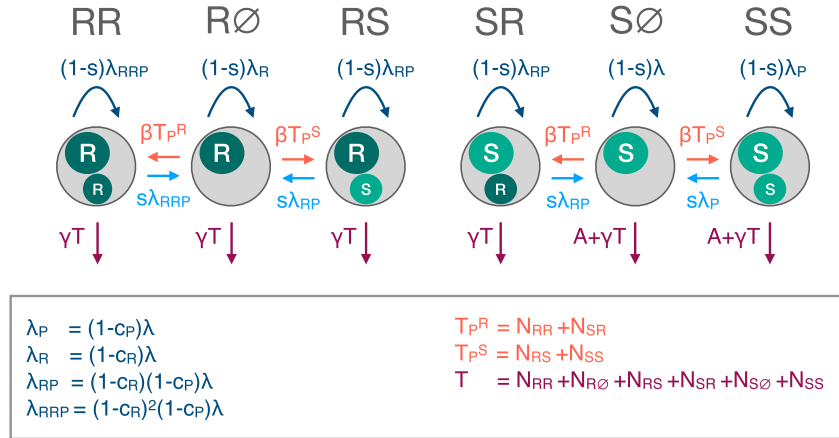 RR RØ RS SR SØ SS
(1-s)λRRP (1-s)λR (1-s)λRP (1-s)λRP (1-s)λ (1-s)λP
βTPR βTPS βTPR βTPS
R R R S S S
R S R S
sλRRP sλRP sλRP sλP
γT γT γT γT A+γT A+γT
λP = (1-cP)λ
λR = (1-cR)λ
λRP = (1-cR)(1-cP)λ
λRRP = (1-cR)²(1-cP)λ
TPR = NRR +NSR
TPS = NRS +NSS
T = NRR +NRØ +NRS +NSR +NSØ +NSS